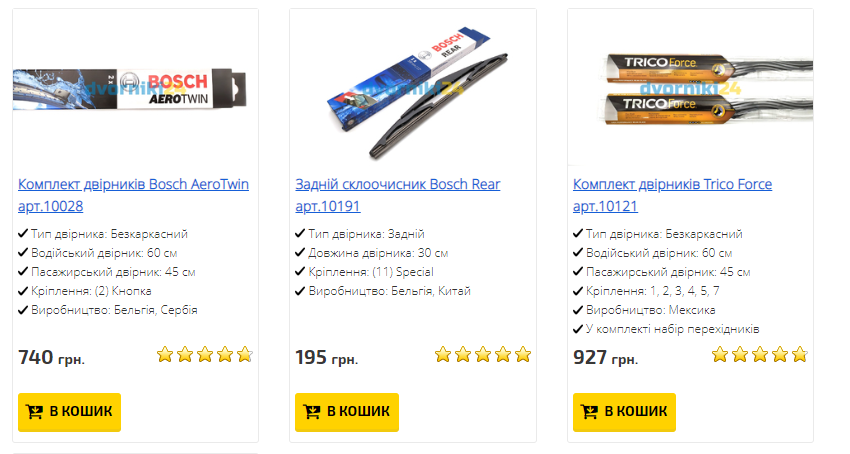 BOSCH
AEROTWIN
2 x
dvorniki24
Комплект двірників Bosch AeroTwin
арт.10028
Тип двірника: Безкаркасний
Водійський двірник: 60 см
Пасажирський двірник: 45 см
Кріплення: (2) Кнопка
Виробництво: Бельгія, Сербія
740 грн.
В КОШИК
BOSCH
REAR
dvorniki24
Задній склоочисник Bosch Rear
арт.10191
Тип двірника: Задній
Довжина двірника: 30 см
Кріплення: (11) Special
Виробництво: Бельгія, Китай
195 грн.
В КОШИК
TRICO Force
TRICO Force
dvorniki24
Комплект двірників Trico Force
арт.10121
Тип двірника: Безкаркасний
Водійський двірник: 60 см
Пасажирський двірник: 45 см
Кріплення: 1, 2, 3, 4, 5, 7
Виробництво: Мексика
У комплекті набір перехідників
927 грн.
В КОШИК